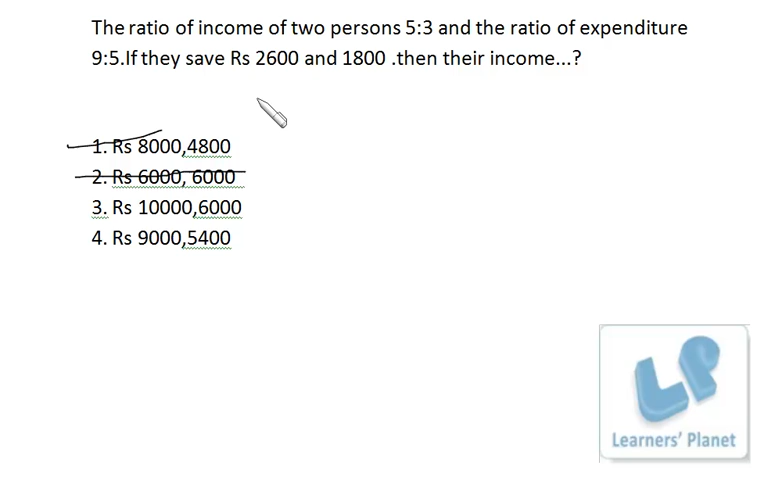 The ratio of income of two persons 5:3 and the ratio of expenditure
9:5.If they save Rs 2600 and 1800 .then their income...?
1. Rs 8000,4800
2. Rs 6000, 6000
3. Rs 10000,6000
4. Rs 9000,5400
LP
Learners' Planet